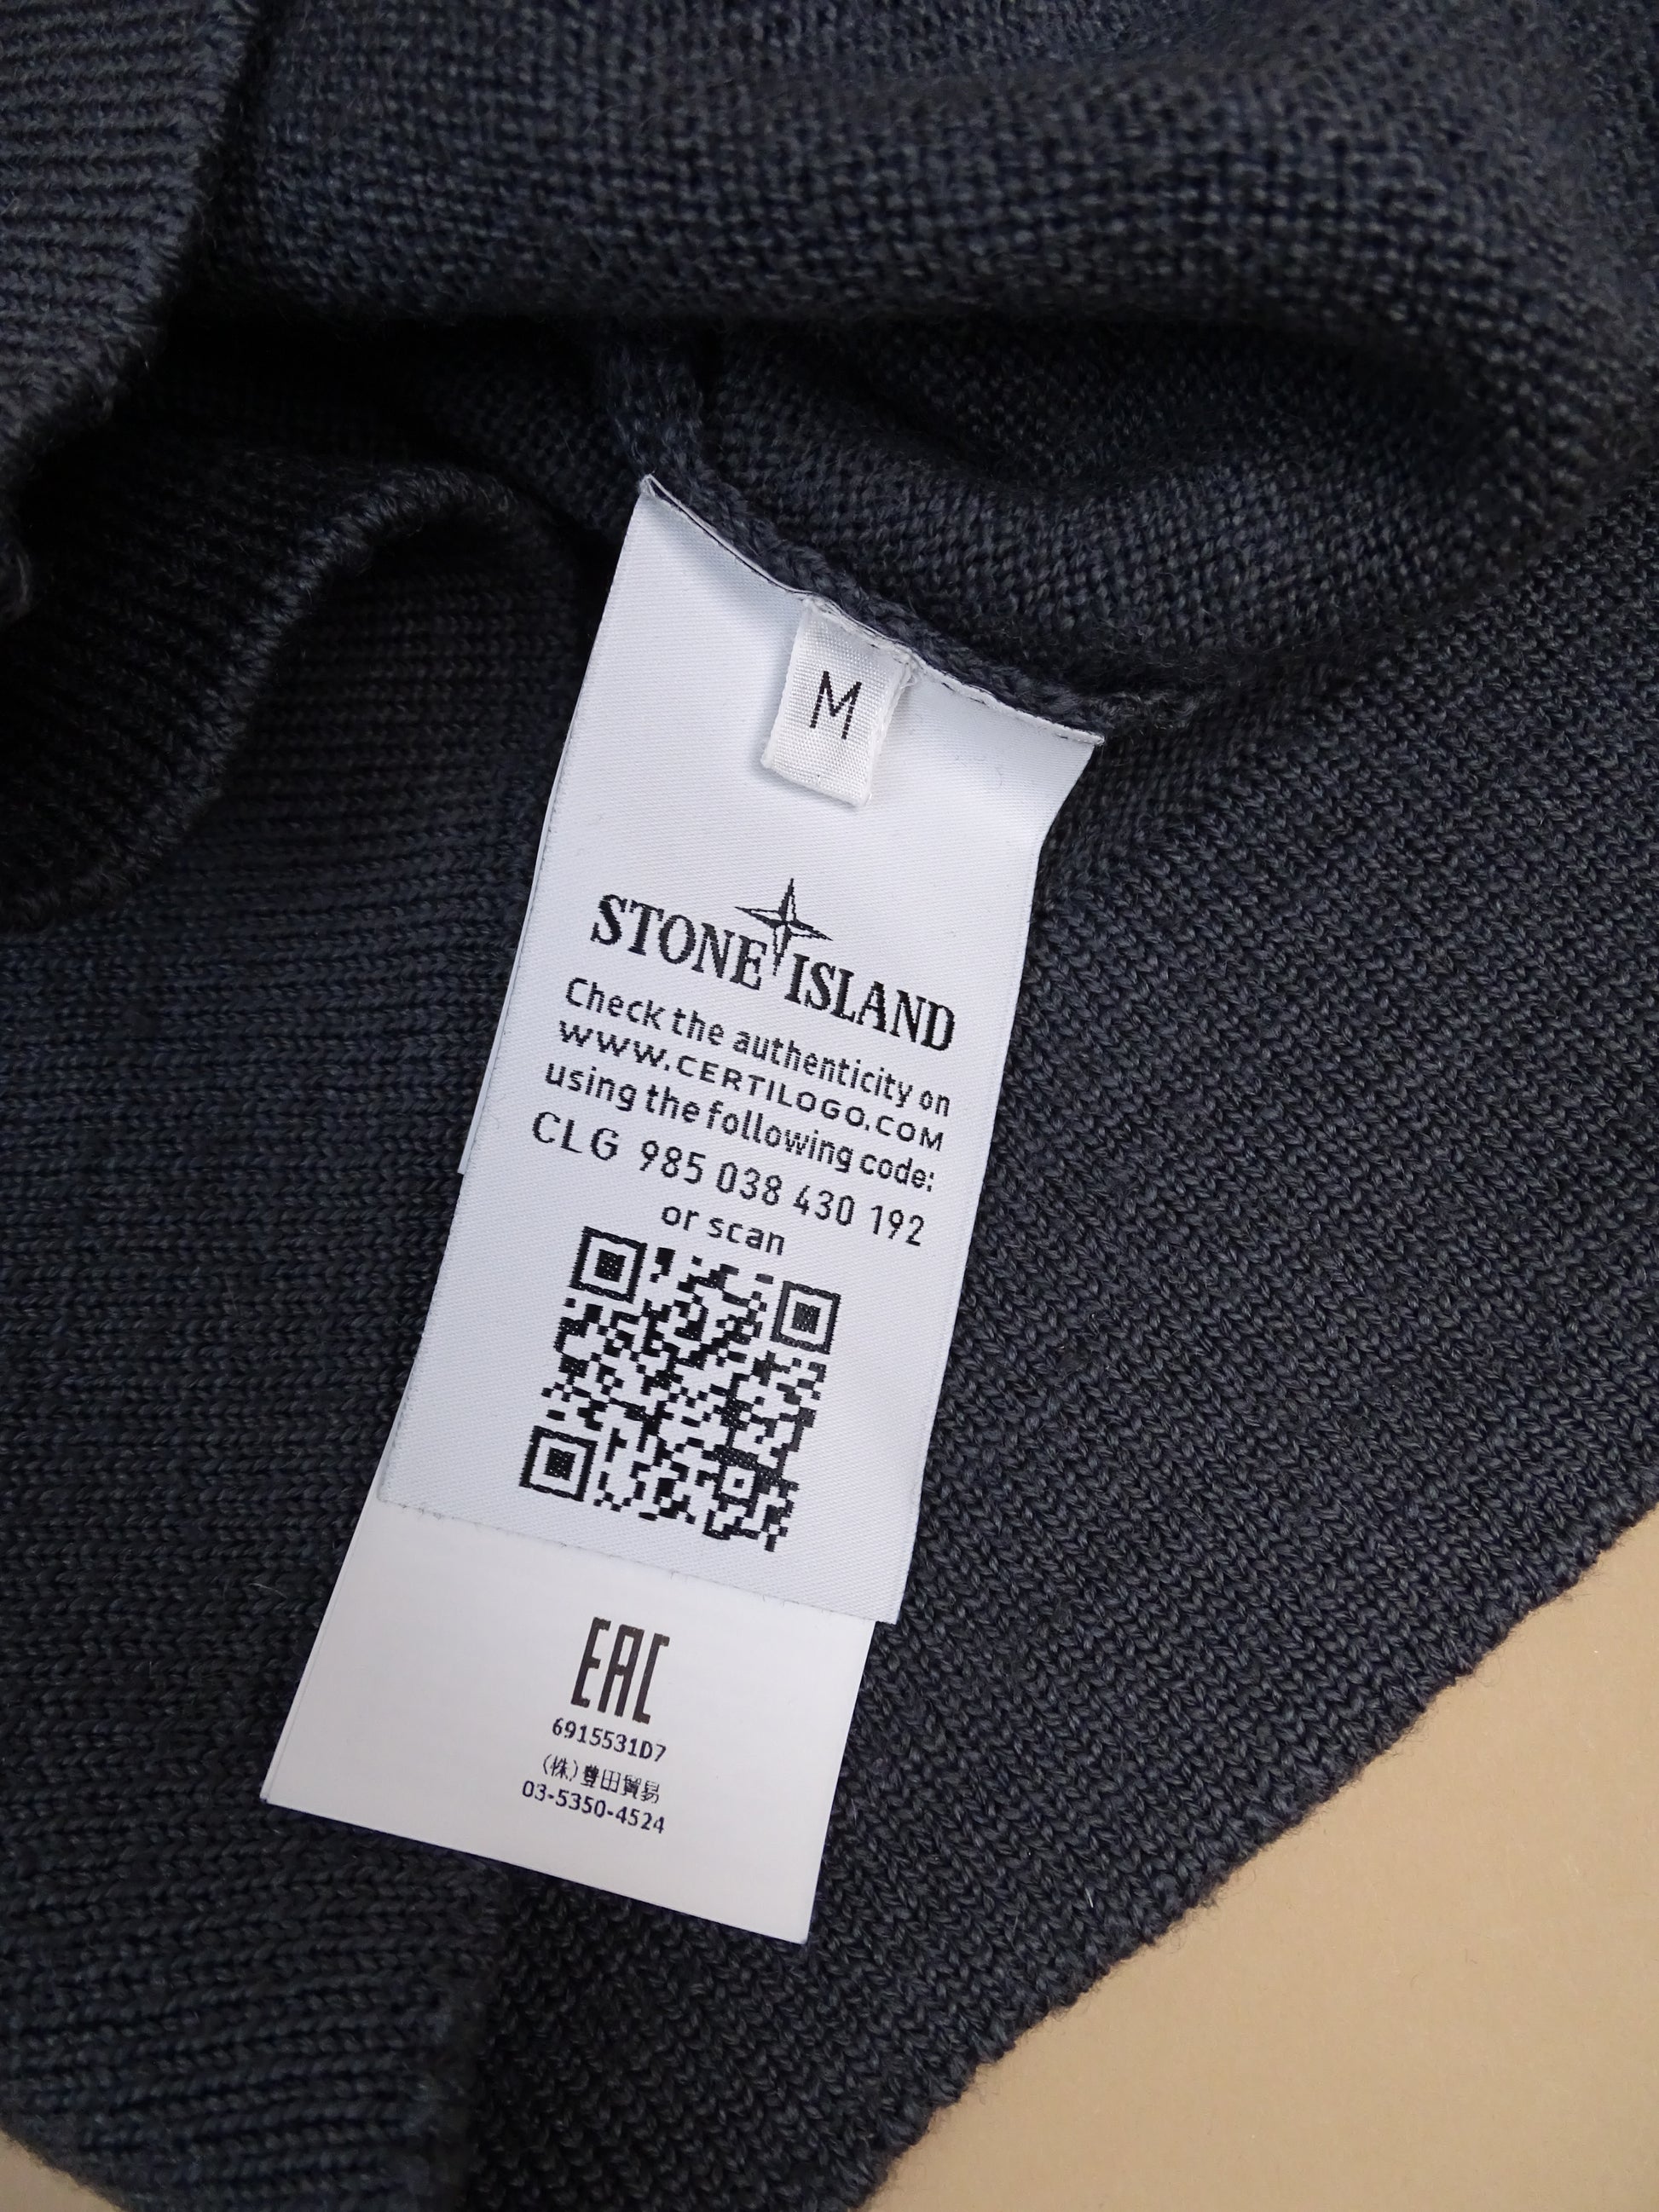 M
STONE ISLAND
Check the authenticity on
WWW.CERTILOGO.COM
using the following code:
CLG 985 038 430 192
or scan
EAC
6915531D7
(株)豊田貿易
03-5350-4524